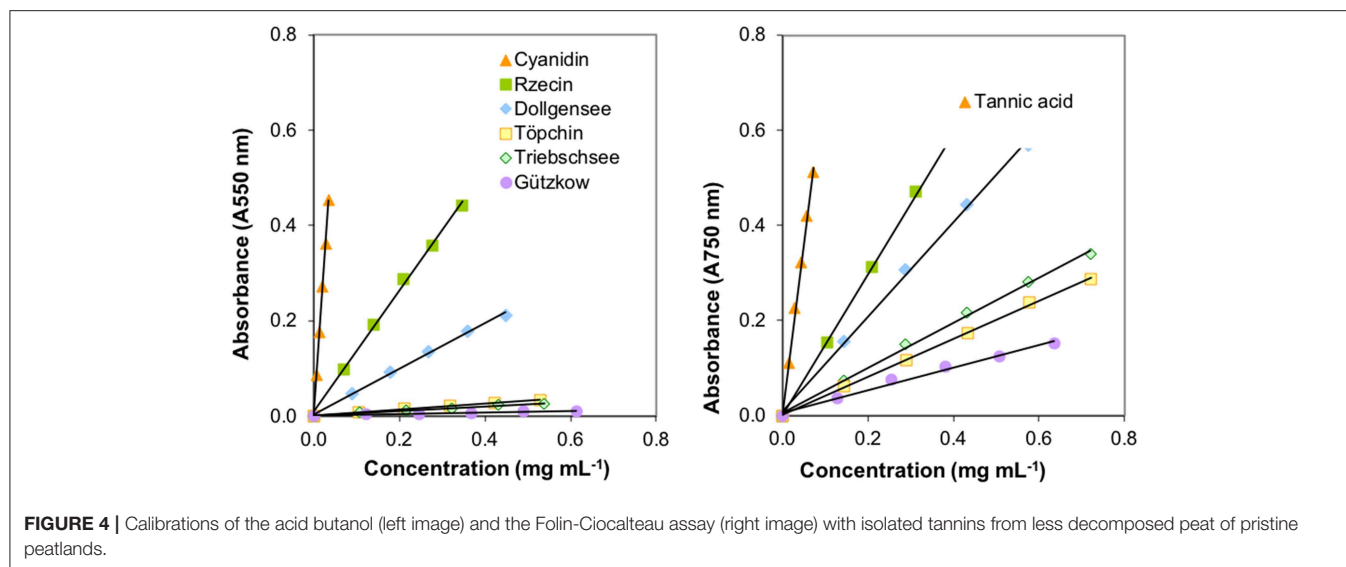 0.8
0.6
0.4
0.2
0.0
Absorbance (A550 nm)
Cyanidin
Rzecin
Dollgensee
Töpchin
Triebschsee
Gützkow
0.0 0.2 0.4 0.6 0.8
Concentration (mg mL⁻¹)
0.8
0.6
0.4
0.2
0.0
Absorbance (A750 nm)
Tannic acid
0.0 0.2 0.4 0.6 0.8
Concentration (mg mL⁻¹)
FIGURE 4 | Calibrations of the acid butanol (left image) and the Folin-Ciocalteau assay (right image) with isolated tannins from less decomposed peat of pristine
peatlands.